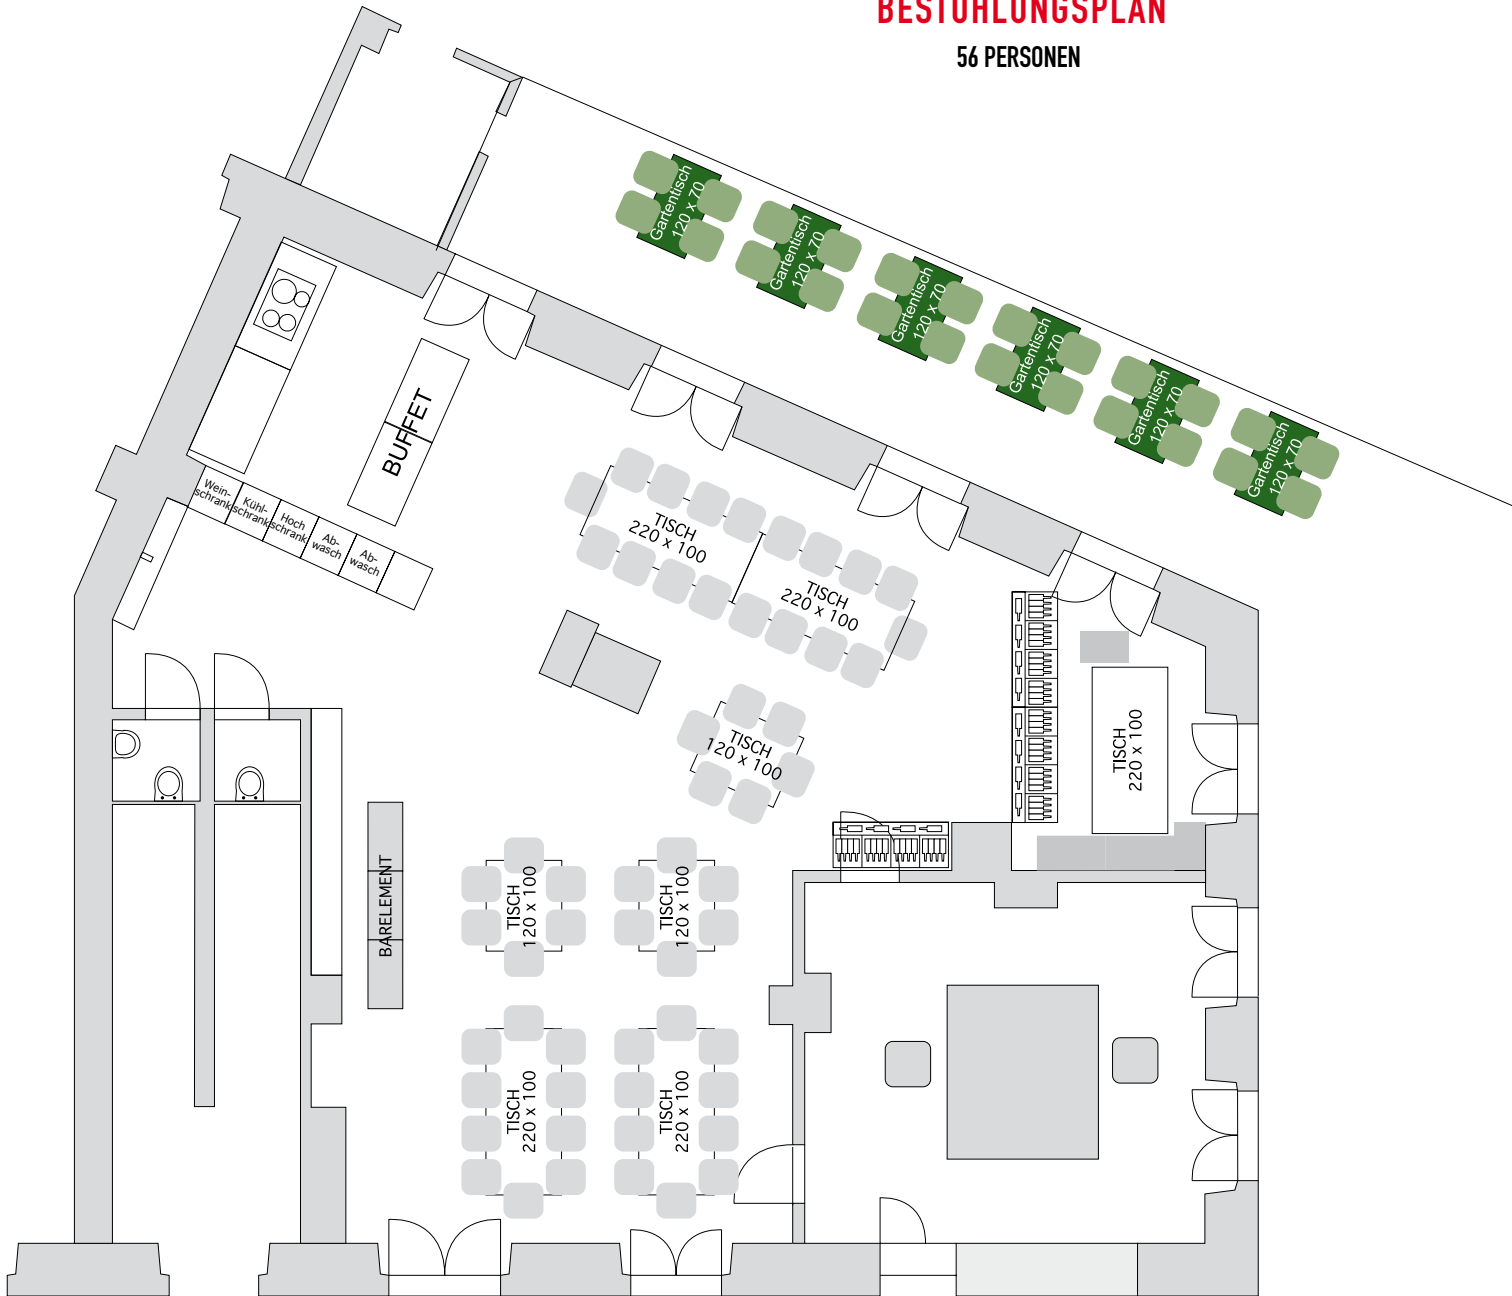 BESTUHLUNGSPLAN
56 PERSONEN
Gartentisch
120 x 70
Gartentisch
120 x 70
Gartentisch
120 x 70
Gartentisch
120 x 70
Gartentisch
120 x 70
Gartentisch
120 x 70
BUFFET
Wein-
schrank
Kühl-
schrank
Hoch
schrank
Ab-
wasch
Ab-
wasch
TISCH
220 x 100
TISCH
220 x 100
TISCH
120 x 100
TISCH
220 x 100
BARELEMENT
TISCH
120 x 100
TISCH
120 x 100
TISCH
220 x 100
TISCH
220 x 100